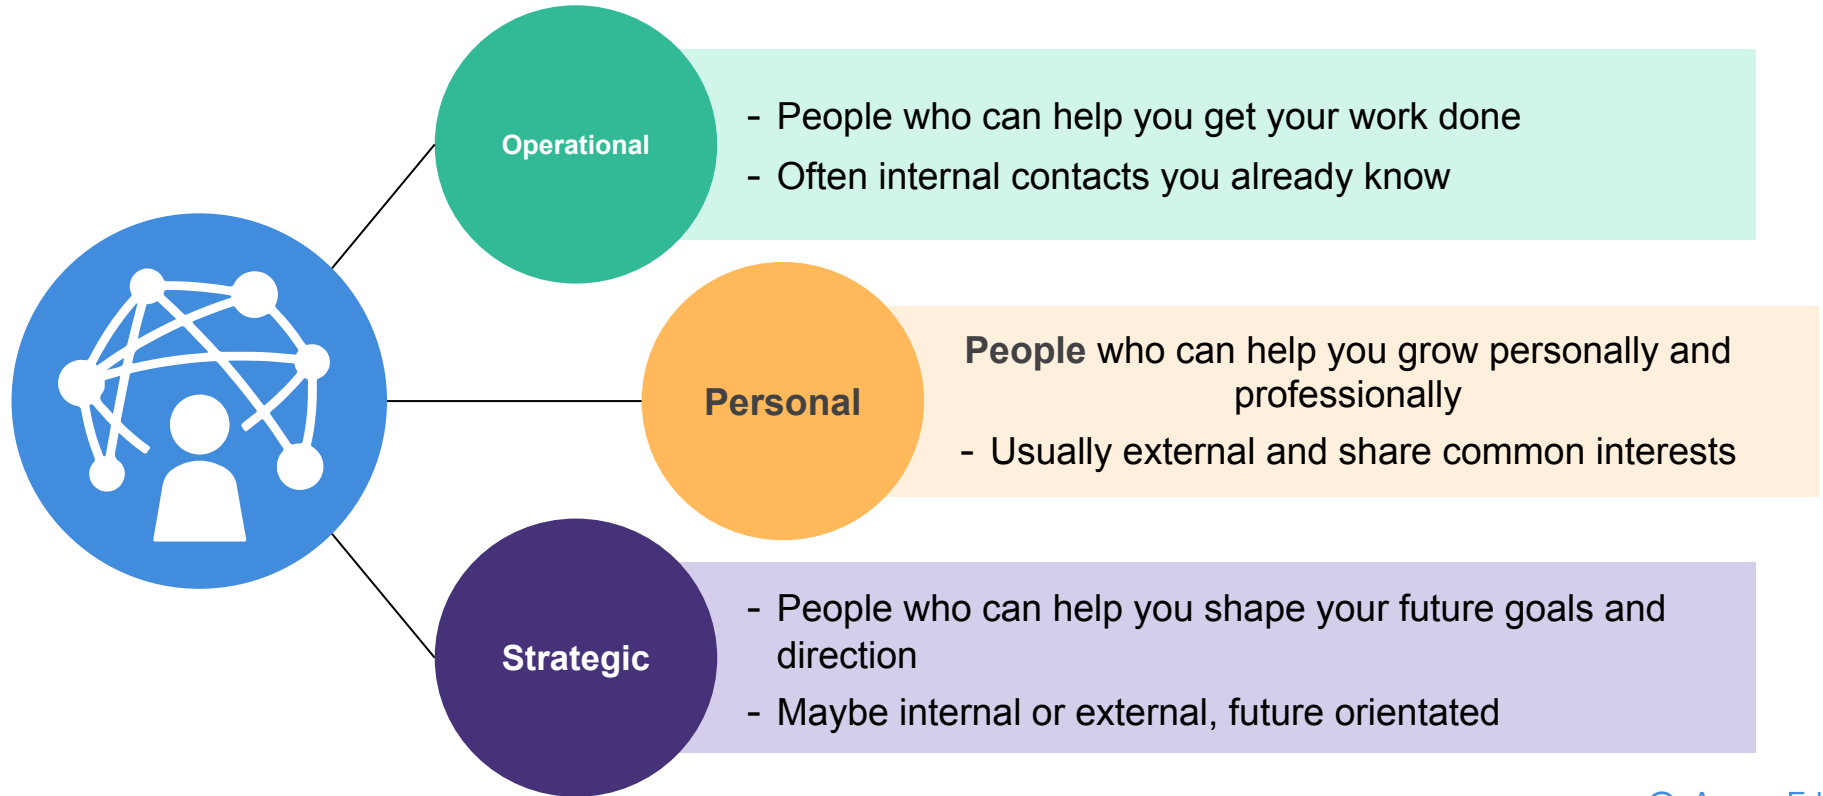 Operational
- People who can help you get your work done
- Often internal contacts you already know
Personal
People who can help you grow personally and
professionally
- Usually external and share common interests
Strategic
- People who can help you shape your future goals and
direction
- Maybe internal or external, future orientated